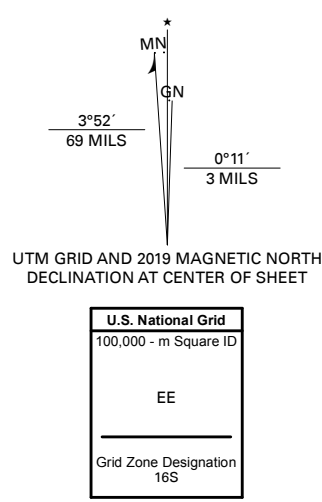 ★
MN
GN
3°52´
69 MILS
0°11´
3 MILS
UTM GRID AND 2019 MAGNETIC NORTH
DECLINATION AT CENTER OF SHEET
U.S. National Grid
100,000 - m Square ID
EE
Grid Zone Designation
16S